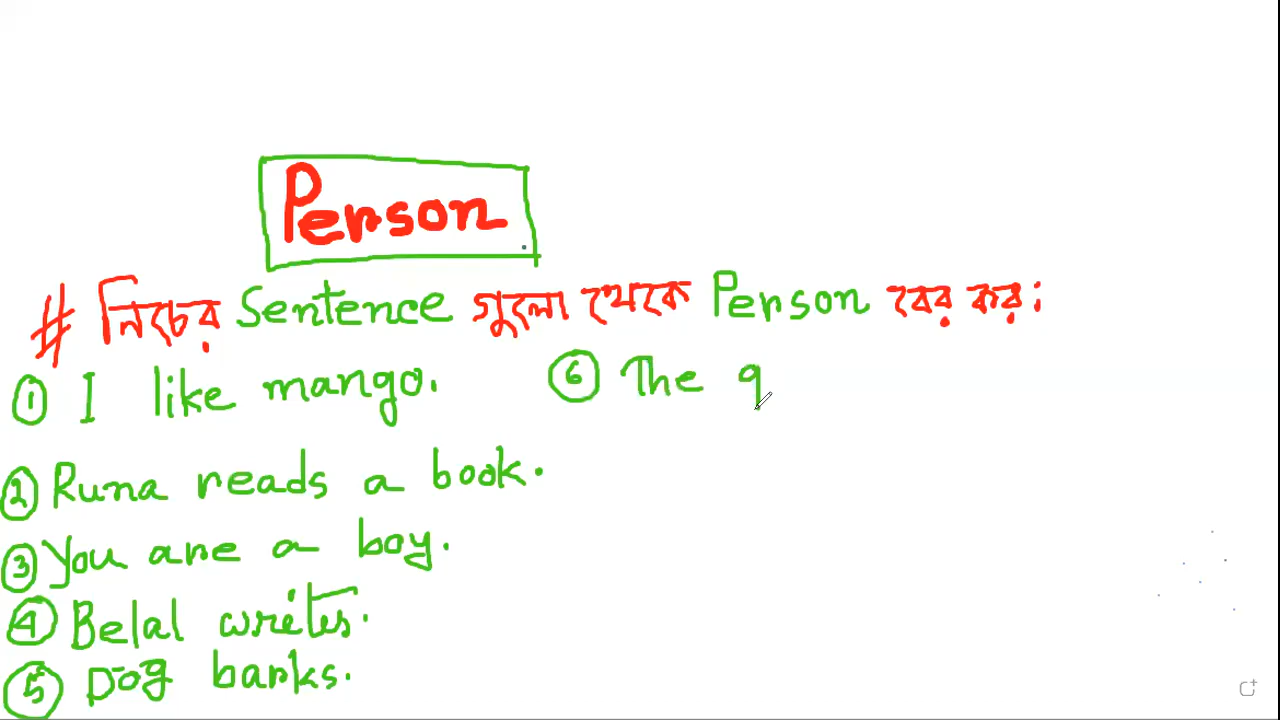 Person
# নিচের Sentence গুলো থেকে Person বের কর:
① I like mango.
② Runa reads a book.
③ You are a boy.
④ Belal writes.
⑤ Dog barks.
⑥ The